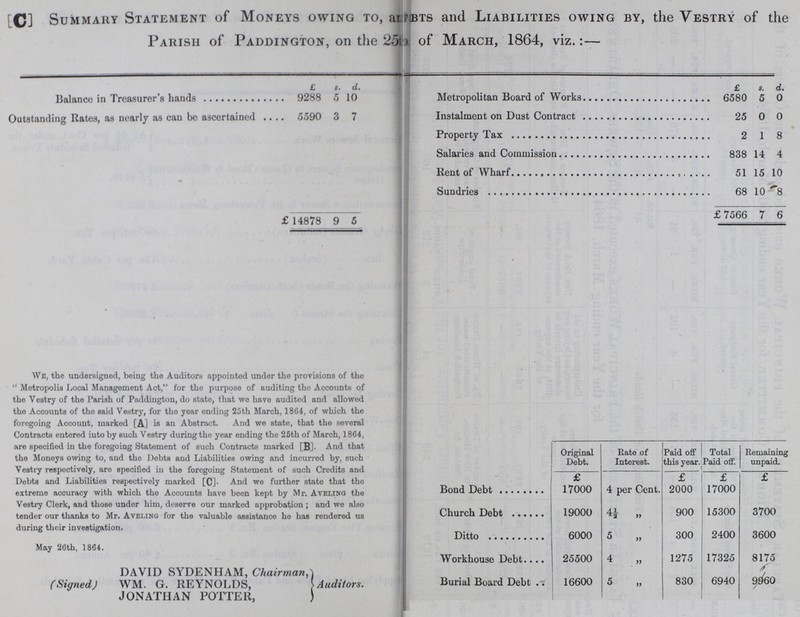 [C] SUMMARY STATEMENT OF MONEYS OWING TO, BTS and LIABILITIES OWING BY, the VESTRY of the
PARISH of PADDINGTON, on the 25 of MARCH, 1864, viz.:—
£ s. d.
Balance in Treasurer's hands .............. 9288 5 10
Outstanding Rates, as nearly as can be ascertained .... 5590 3 7
£14878 9 5
£ s. d.
Metropolitan Board of Works...................... 6580 5 0
Instalment on Dust Contract ...................... 25 0 0
Property Tax .................................. 2 1 8
Salaries and Commission.......................... 838 14 4
Rent of Wharf.................................. 51 15 10
Sundries ...................................... 68 10 8
£7566 7 6
WE, the undersigned, being the Auditors appointed under the provisions of the
"Metropolis Local Management Act," for the purpose of auditing the Accounts of
the Vestry of the Parish of Paddington, do state, that we have audited and allowed
the Accounts of the said Vestry, for the year ending 25th March, 1864, of which the
foregoing Account, marked [A] is an Abstract. And we state, that the several
Contracts entered into by such Vestry during the year ending the 25th of March, 1864,
are specified in the foregoing Statement of such Contracts marked [B]. And that
the Moneys owing to, and the Debts and Liabilities owing and incurred by, such
Vestry respectively, are specified in the foregoing Statement of such Credits and
Debts and Liabilities respectively marked [C]. And we further state that the
extreme accuracy with which the Accounts have been kept by Mr. AVELING the
Vestry Clerk, and those under him, deserve our marked approbation; and we also
tender our thanks to Mr. AVELING for the valuable assistance he has rendered us
during their investigation.
May 26th, 1864.
DAVID SYDENHAM, Chairman,
(Signed) WM. G. REYNOLDS, Auditors.
JONATHAN POTTER,
Original Debt. Rate of Interest. Paid off this year. Total Paid off. Remaining unpaid.
£ £ £ £
Bond Debt ........ 17000 4 per Cent. 2000 17000
Church Debt ...... 19000 4½ „ 900 15300 3700
Ditto .......... 6000 5 „ 300 2400 3600
Workhouse Debt.... 25500 4 „ 1275 17325 8175
Burial Board Debt .. 16600 5 „ 830 6940 9960